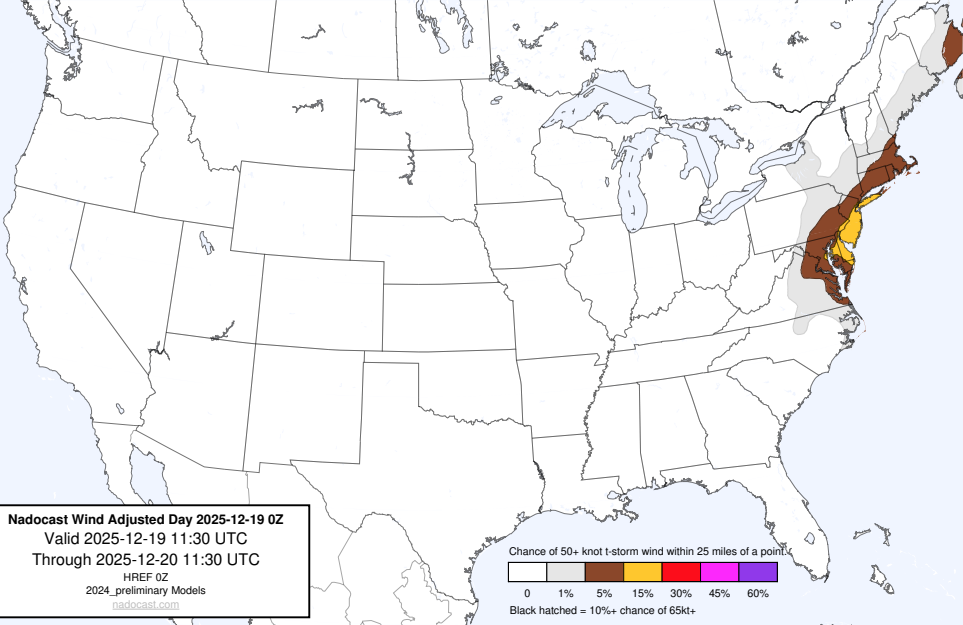 Nadocast Wind Adjusted Day 2025-12-19 0Z
Valid 2025-12-19 11:30 UTC
Through 2025-12-20 11:30 UTC
HREF 0Z
2024_preliminary Models
nadocast.com
Chance of 50+ knot t-storm wind within 25 miles of a point.
0 1% 5% 15% 30% 45% 60%
Black hatched = 10%+ chance of 65kt+